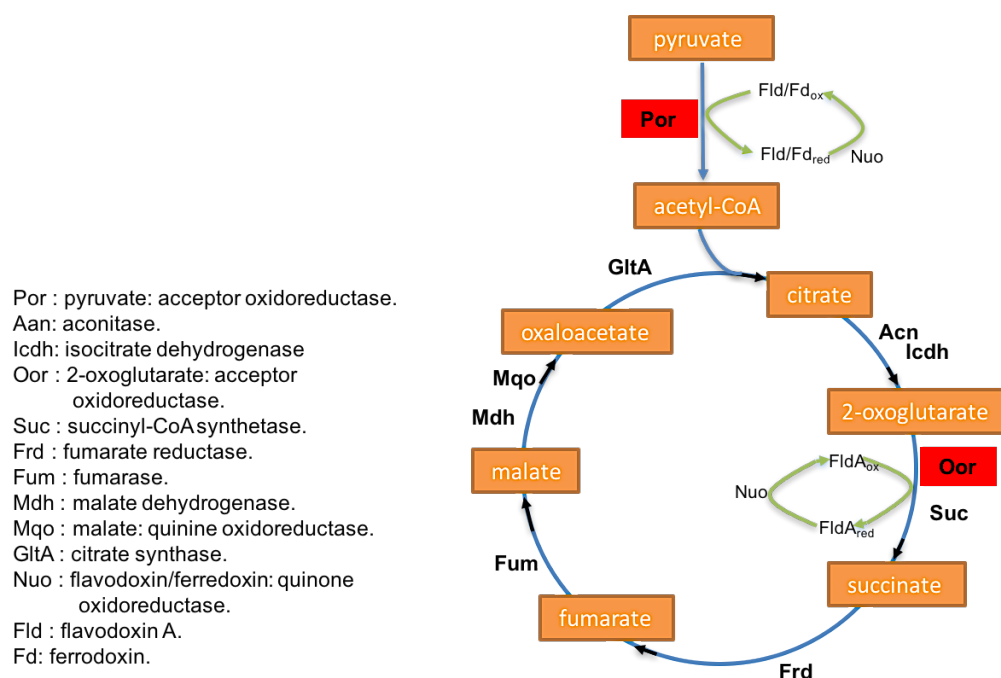 pyruvate
Fld/Fdox
Por
Fld/Fdred
Nuo
acetyl-CoA
GltA
citrate
oxaloacetate
Acn
Icdh
Mqo
Mdh
2-oxoglutarate
malate
FldAox
Oor
Nuo
FldAred
Suc
Fum
succinate
fumarate
Frd
Por : pyruvate: acceptor oxidoreductase.
Aan: aconitase.
Icdh: isocitrate dehydrogenase
Oor : 2-oxoglutarate: acceptor
oxidoreductase.
Suc : succinyl-CoA synthetase.
Frd : fumarate reductase.
Fum : fumarase.
Mdh : malate dehydrogenase.
Mqo : malate: quinine oxidoreductase.
GltA : citrate synthase.
Nuo : flavodoxin/ferredoxin: quinone
oxidoreductase.
Fld : flavodoxin A.
Fd: ferrodoxin.